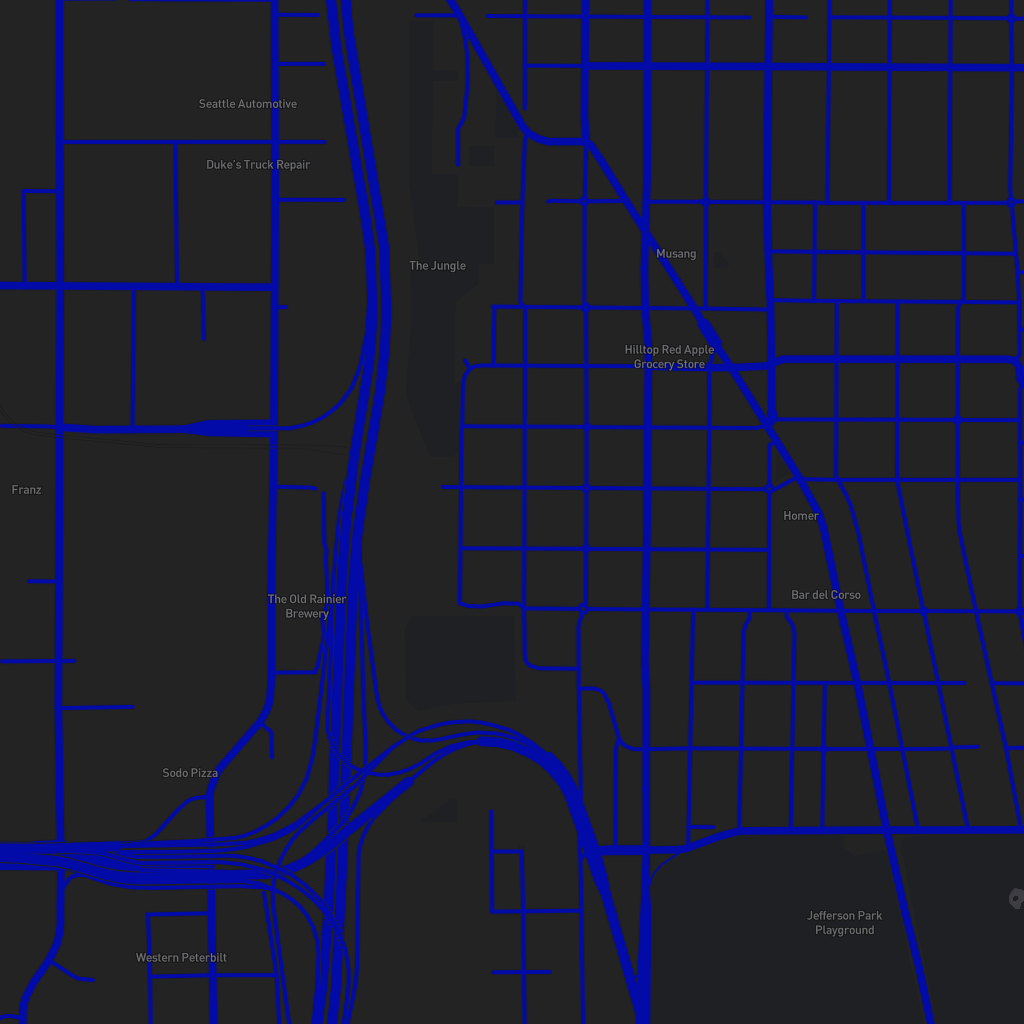 Seattle Automotive
Duke's Truck Repair
Musang
The Jungle
Hilltop Red Apple
Grocery Store
Franz
Homer
Bar del Corso
The Old Rainier
Brewery
Sodo Pizza
Jefferson Park
Playground
Western Peterbilt